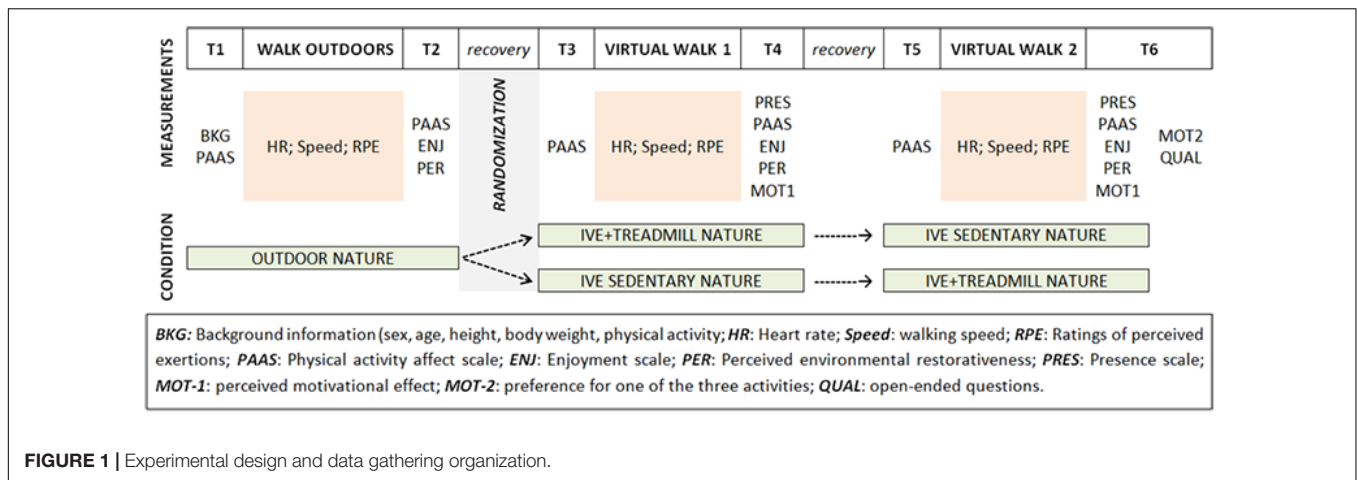 MEASUREMENTS
T1 WALK OUTDOORS T2 recovery T3 VIRTUAL WALK 1 T4 recovery T5 VIRTUAL WALK 2 T6
BKG
PAAS
HR; Speed; RPE
PAAS
ENJ
PER
RANDOMIZATION
PAAS
HR; Speed; RPE
PRES
PAAS
ENJ
PER
MOT1
PAAS
HR; Speed; RPE
PRES
PAAS
ENJ
PER
MOT1
MOT2
QUAL
CONDITION
OUTDOOR NATURE
IVE+TREADMILL NATURE
IVE SEDENTARY NATURE
IVE SEDENTARY NATURE
IVE+TREADMILL NATURE
BKG: Background information (sex, age, height, body weight, physical activity; HR: Heart rate; Speed: walking speed; RPE: Ratings of perceived
exertions; PAAS: Physical activity affect scale; ENJ: Enjoyment scale; PER: Perceived environmental restorativeness; PRES: Presence scale;
MOT-1: perceived motivational effect; MOT-2: preference for one of the three activities; QUAL: open-ended questions.
FIGURE 1 | Experimental design and data gathering organization.